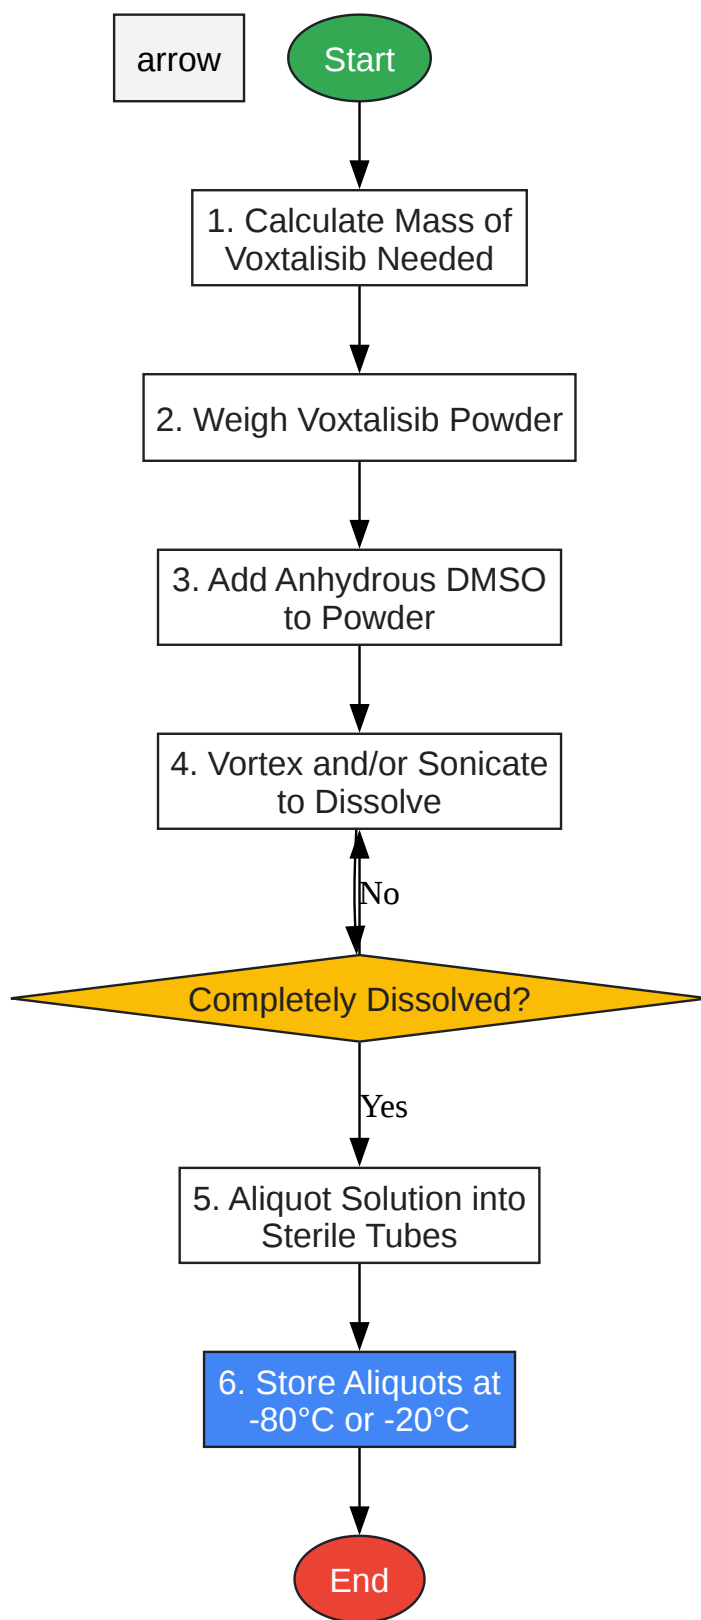 arrow
Start
1. Calculate Mass of
Voxtalisib Needed
2. Weigh Voxtalisib Powder
3. Add Anhydrous DMSO
to Powder
4. Vortex and/or Sonicate
to Dissolve
No
Completely Dissolved?
Yes
5. Aliquot Solution into
Sterile Tubes
6. Store Aliquots at
-80°C or -20°C
End